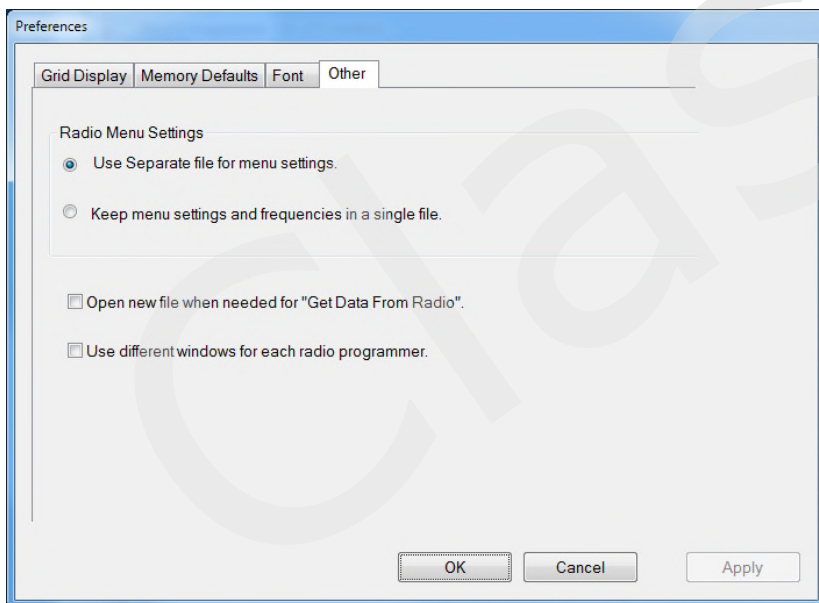 Preferences
Grid Display Memory Defaults Font Other
Radio Menu Settings
Use Separate file for menu settings.
Keep menu settings and frequencies in a single file.
Open new file when needed for "Get Data From Radio".
Use different windows for each radio programmer.
OK Cancel Apply
Clas